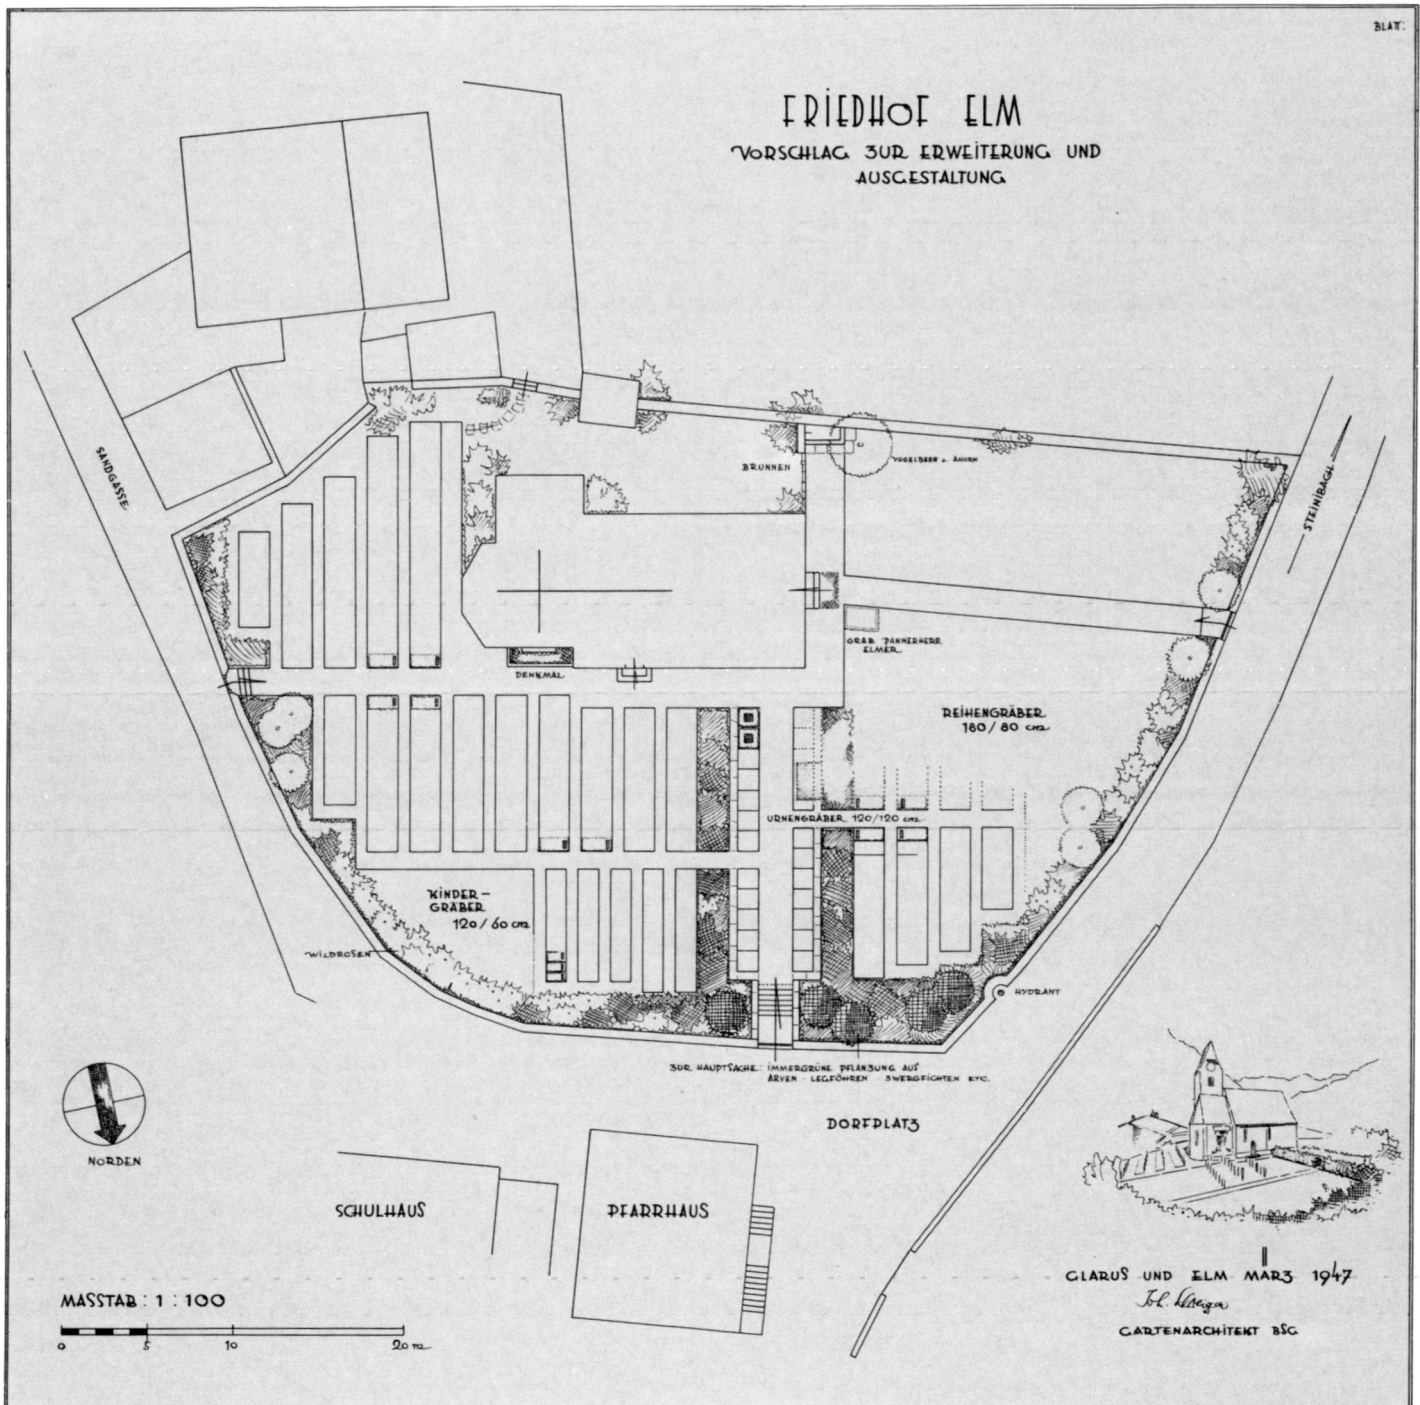 BLATT:
FRIEDHOF ELM
VORSCHLAG ZUR ERWEITERUNG UND
AUSGESTALTUNG
SANDGASSE
BRUNNEN
VOGELBEER u. AHORN
STEINIBACH
GRAB PANNERHERR
ELMER
DENKMAL
REIHENGRÄBER
180/80 cm
URNENGRÄBER 120/120 cm
KINDER-
GRÄBER
120/60 cm
WILDROSEN
HYDRANT
ZUR HAUPTSACHE: IMMERGRÜNE PFLANZUNG AUS
ARVEN - LEGFÖHREN - ZWERGFICHTEN ETC.
DORFPLATZ
NORDEN
SCHULHAUS
PFARRHAUS
MASSTAB: 1:100
0 5 10 20 m
GLARUS UND ELM MÄRZ 1947
Joh.
GARTENARCHITEKT BSG